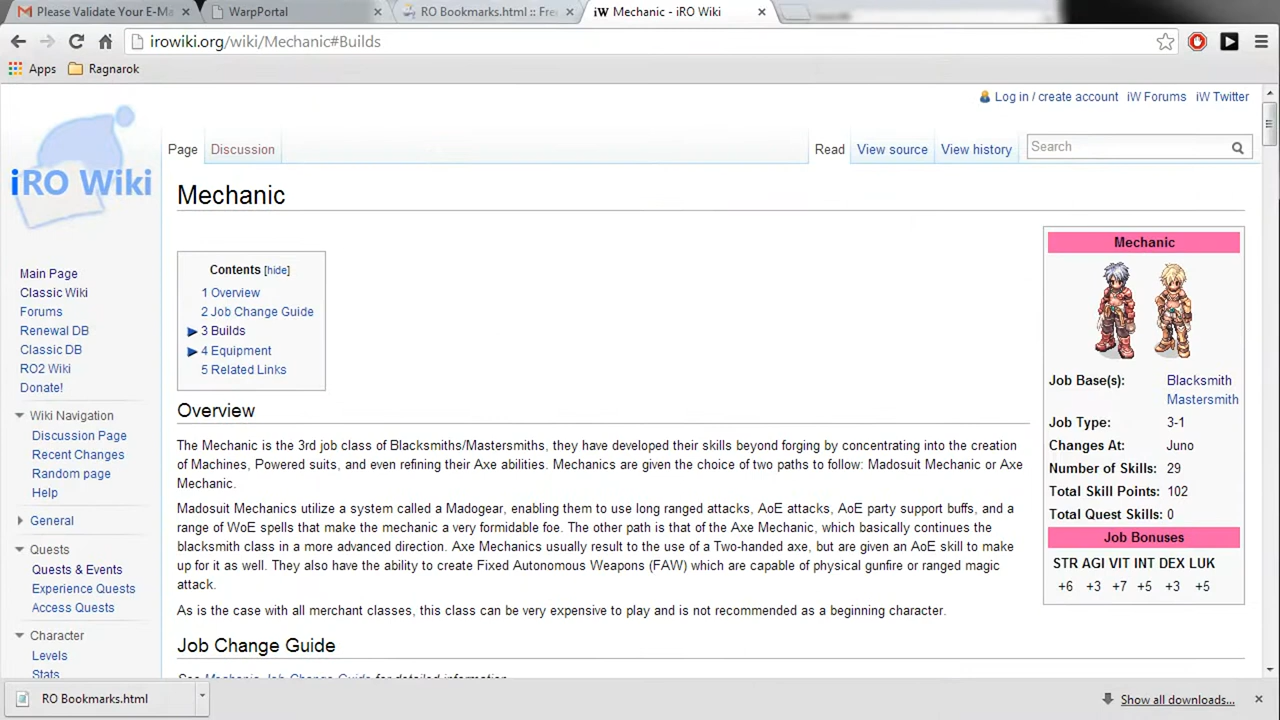 Please Validate Your E-Ma
WarpPortal
RO Bookmarks.html :: Fre
iW Mechanic - iRO Wiki
irowiki.org/wiki/Mechanic#Builds
Apps
Ragnarok
Log in / create account
iW Forums
iW Twitter
iRO Wiki
Page
Discussion
Read
View source
View history
Search
Mechanic
Contents [hide]
1 Overview
2 Job Change Guide
3 Builds
4 Equipment
5 Related Links
Mechanic
Job Base(s): Blacksmith
Mastersmith
Job Type: 3-1
Changes At: Juno
Number of Skills: 29
Total Skill Points: 102
Total Quest Skills: 0
Job Bonuses
STR AGI VIT INT DEX LUK
+6 +3 +7 +5 +3 +5
Main Page
Classic Wiki
Forums
Renewal DB
Classic DB
RO2 Wiki
Donate!
Wiki Navigation
Discussion Page
Recent Changes
Random page
Help
General
Quests
Quests & Events
Experience Quests
Access Quests
Character
Levels
Stats
Overview
The Mechanic is the 3rd job class of Blacksmiths/Mastersmiths, they have developed their skills beyond forging by concentrating into the creation
of Machines, Powered suits, and even refining their Axe abilities. Mechanics are given the choice of two paths to follow: Madosuit Mechanic or Axe
Mechanic.
Madosuit Mechanics utilize a system called a Madogear, enabling them to use long ranged attacks, AoE attacks, AoE party support buffs, and a
range of WoE spells that make the mechanic a very formidable foe. The other path is that of the Axe Mechanic, which basically continues the
blacksmith class in a more advanced direction. Axe Mechanics usually result to the use of a Two-handed axe, but are given an AoE skill to make
up for it as well. They also have the ability to create Fixed Autonomous Weapons (FAW) which are capable of physical gunfire or ranged magic
attack.
As is the case with all merchant classes, this class can be very expensive to play and is not recommended as a beginning character.
Job Change Guide
See Mechanic Job Change Guide for detailed information.
RO Bookmarks.html
Show all downloads...